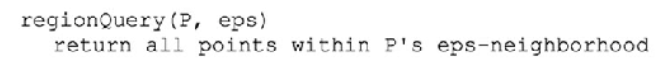 regionQuery(P, eps)
return all points within P's eps-neighborhood